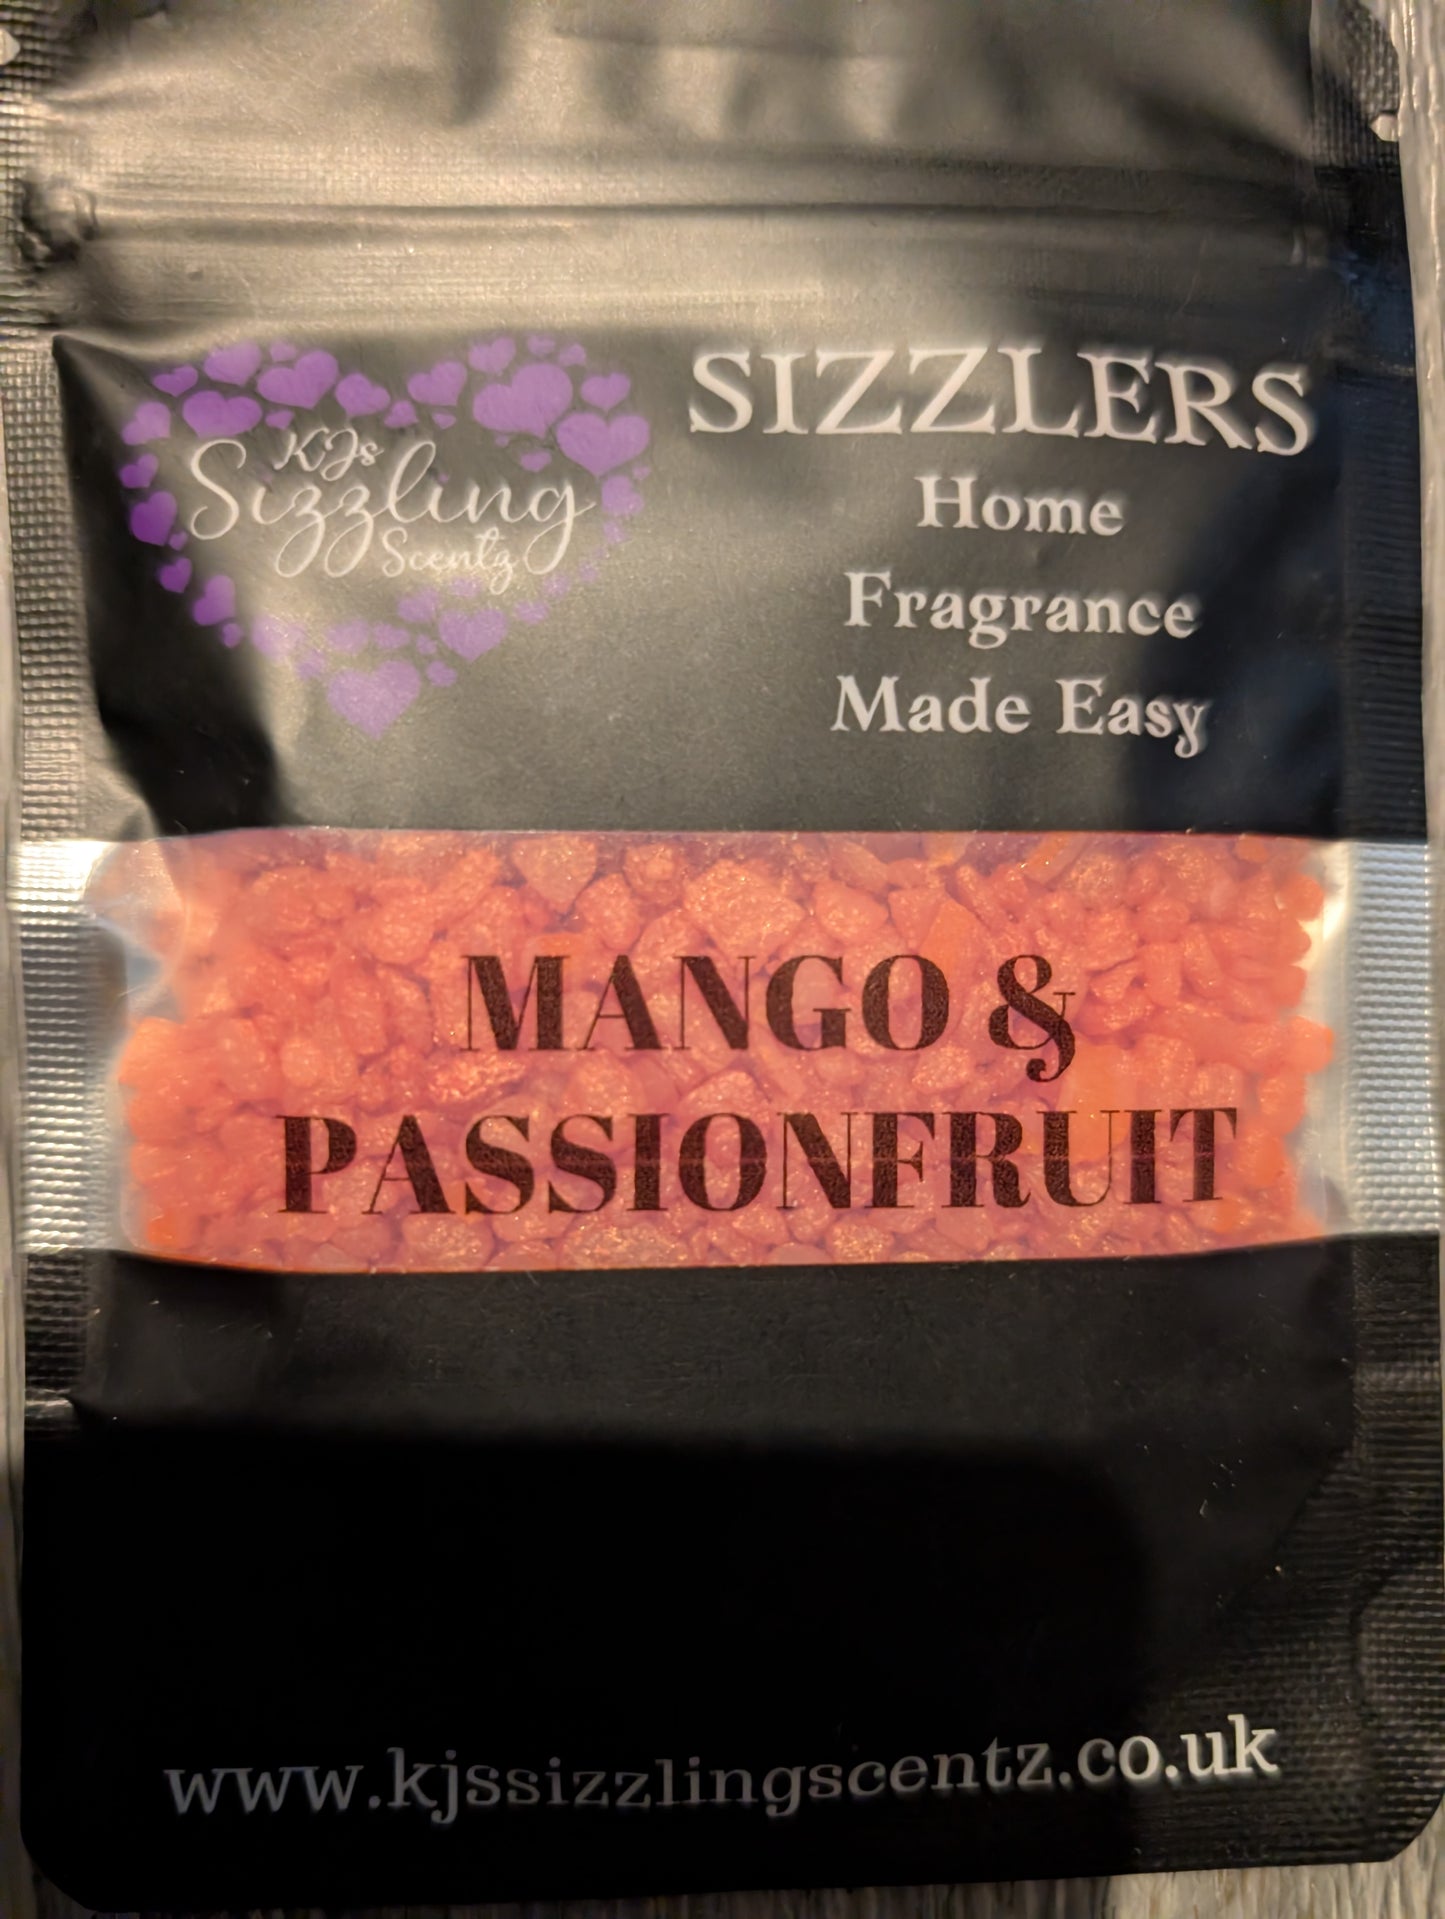 KJs
Sizzling
Scentz
SIZZLERS
Home
Fragrance
Made Easy
MANGO &
PASSIONFRUIT
www.kjssizzlingscentz.co.uk